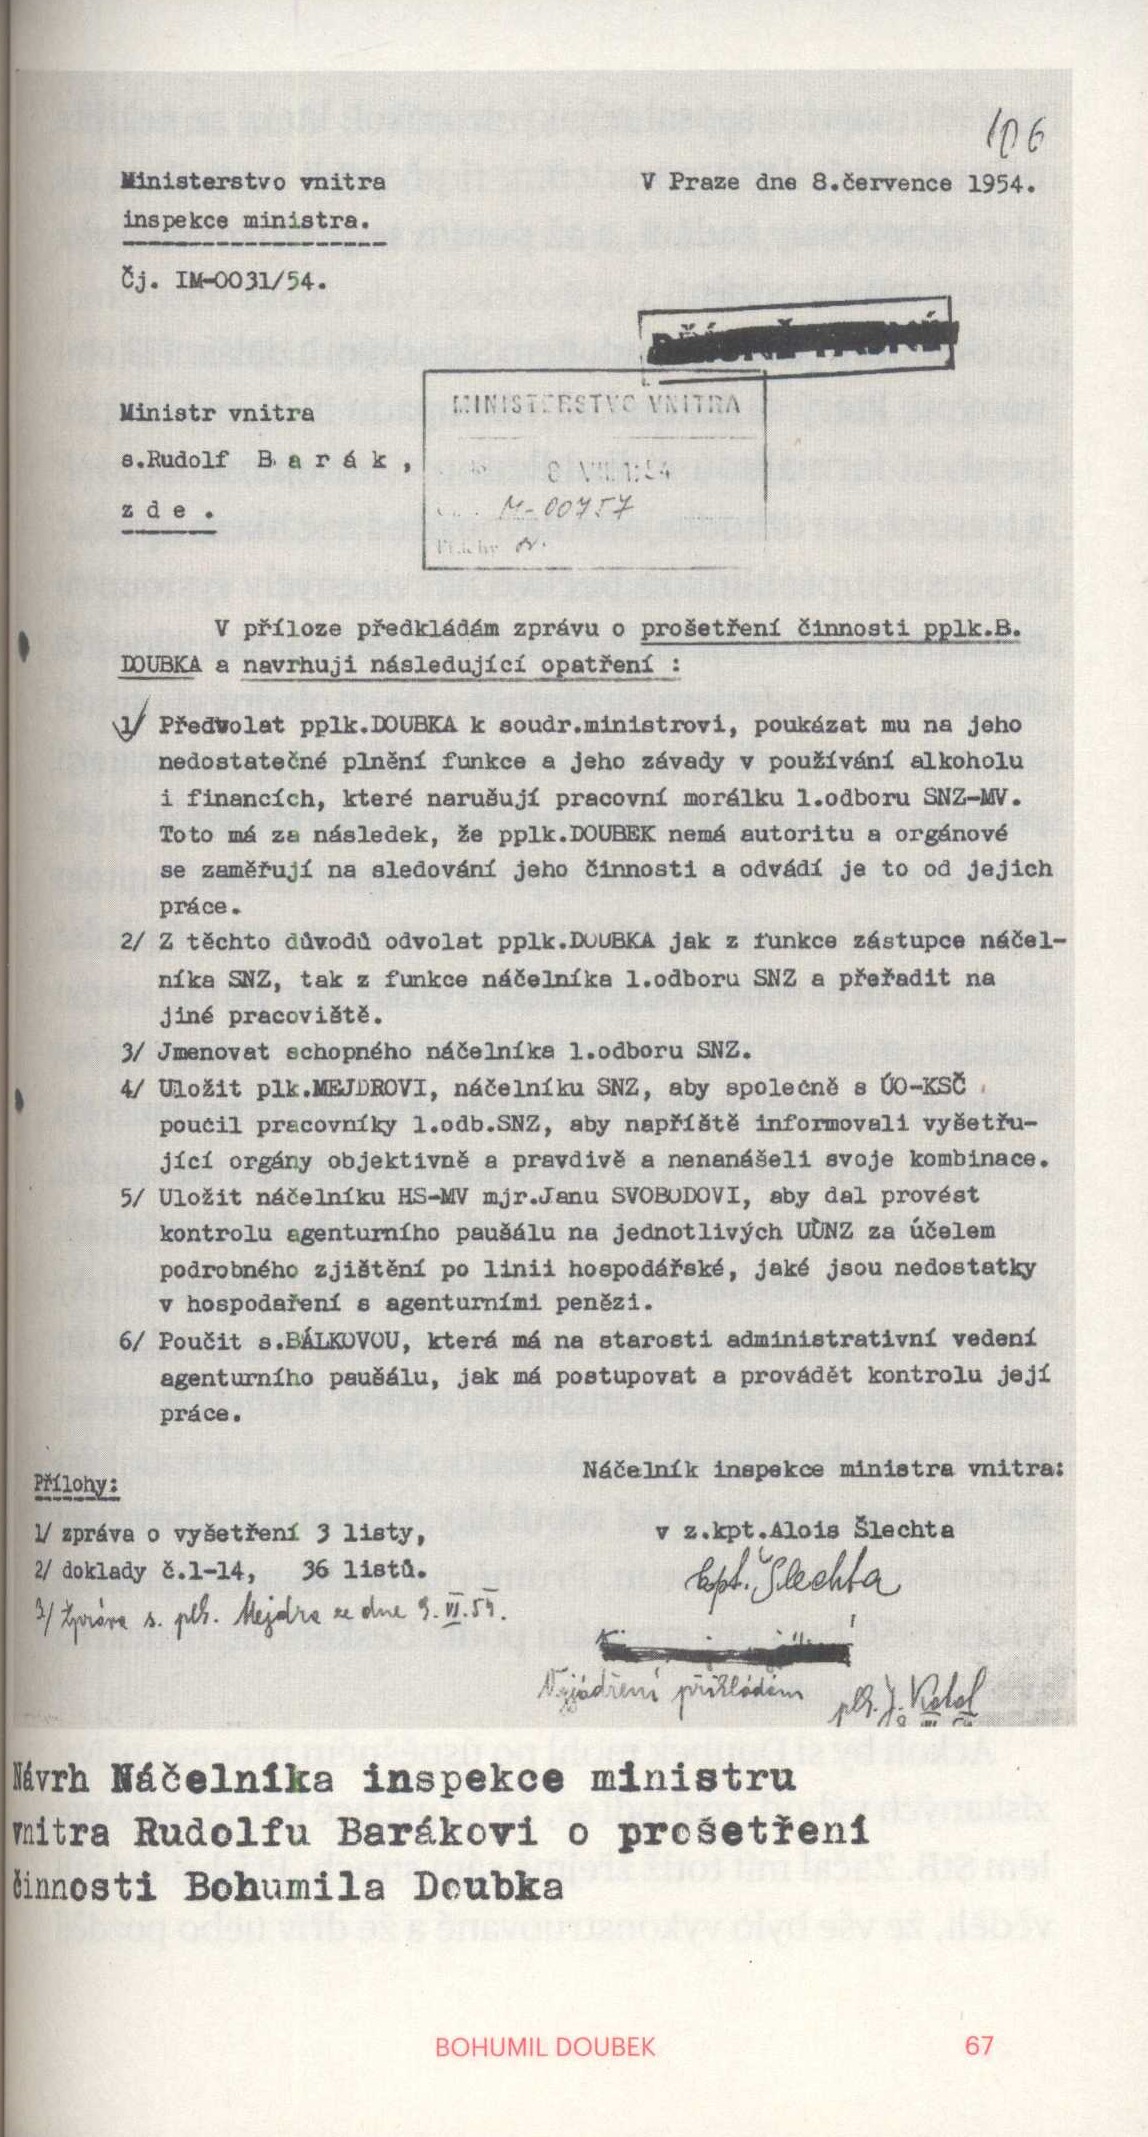 106
Ministerstvo vnitra
V Praze dne 8.července 1954.
inspekce ministra.
Čj. IM-0031/54.
PŘÍSNĚ TAJNÉ
MINISTERSTVO VNITRA
Ministr vnitra
s.Rudolf B a r á k ,
M-00757
z d e .
V příloze předkládám zprávu o prošetření činnosti pplk.B.
DOUBKA a navrhuji následující opatření :
1/ Předvolat pplk.DOUBKA k soudr.ministrovi, poukázat mu na jeho
nedostatečné plnění funkce a jeho závady v používání alkoholu
i financích, které narušují pracovní morálku 1.odboru SNZ-MV.
Toto má za následek, že pplk.DOUBEK nemá autoritu a orgánové
se zaměřují na sledování jeho činnosti a odvádí je to od jejich
práce.
2/ Z těchto důvodů odvolat pplk.DOUBKA jak z funkce zástupce náčel-
níka SNZ, tak z funkce náčelníka 1.odboru SNZ a přeřadit na
jiné pracoviště.
3/ Jmenovat schopného náčelníka 1.odboru SNZ.
4/ Uložit plk.MEJDROVI, náčelníku SNZ, aby společně s ÚO-KSČ
poučil pracovníky 1.odb.SNZ, aby napříště informovali vyšetřu-
jící orgány objektivně a pravdivě a nenanášeli svoje kombinace.
5/ Uložit náčelníku HS-MV mjr.Janu SVOBODOVI, aby dal provést
kontrolu agenturního paušálu na jednotlivých UÚNZ za účelem
podrobného zjištění po linii hospodářské, jaké jsou nedostatky
v hospodaření s agenturními penězi.
6/ Poučit s.BÁLKOVOU, která má na starosti administrativní vedení
agenturního paušálu, jak má postupovat a provádět kontrolu její
práce.
Náčelník inspekce ministra vnitra:
Přílohy:
1/ zpráva o vyšetření 3 listy,
v z.kpt.Alois Šlechta
2/ doklady č.1-14, 36 listů.
kpt. Šlechta
3/ Zpráva s. plk. Mejdra ze dne 9.VI.54.
Vyjádření přikládám
Návrh Náčelníka inspekce ministru
vnitra Rudolfu Barákovi o prošetření
činnosti Bohumila Doubka
BOHUMIL DOUBEK
67